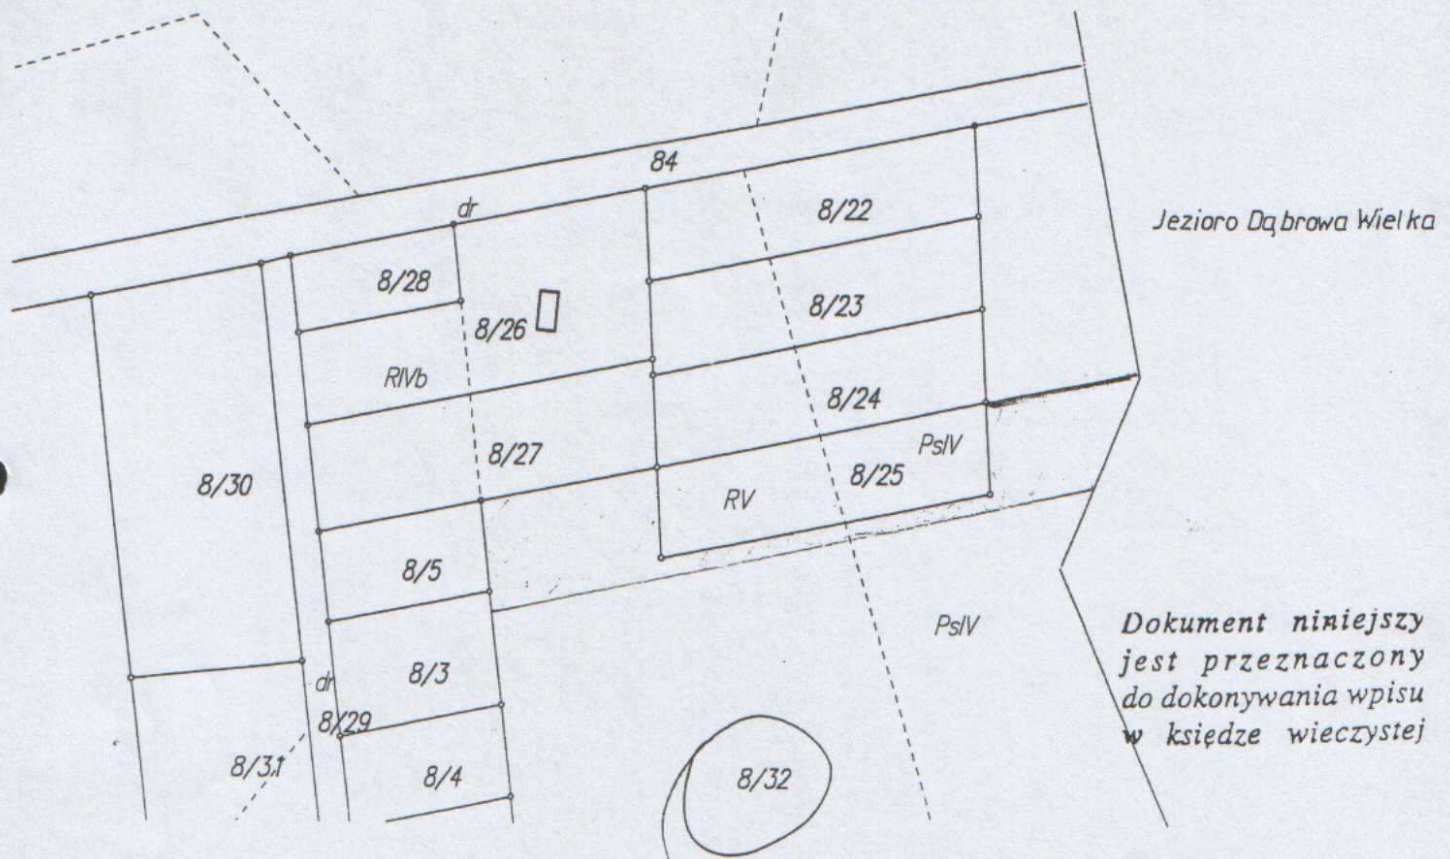 84
dr
8/22
Jezioro Dąbrowa Wielka
8/28
8/26
8/23
RIVb
8/24
8/27
PsIV
8/30
8/25
RV
8/5
PsIV
Dokument niniejszy
jest przeznaczony
do dokonywania wpisu
w księdze wieczystej
8/3
dr
8/29
8/31
8/4
8/32